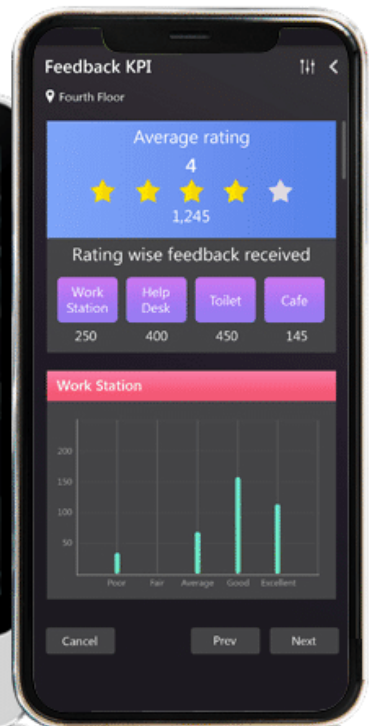 Feedback KPI
Fourth Floor
Average rating
4
1,245
Rating wise feedback received
Work Station
Help Desk
Toilet
Cafe
250 400 450 145
Work Station
200
150
100
50
Poor Fair Average Good Excellent
Cancel Prev Next